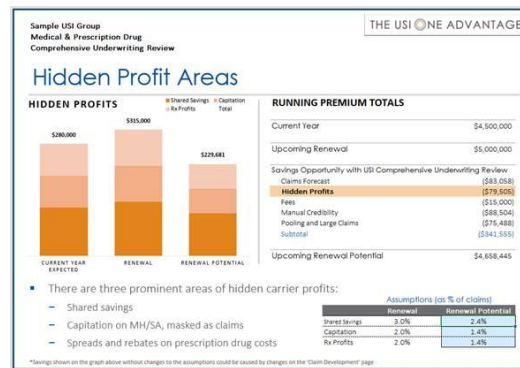 Sample USI Group
Medical & Prescription Drug
Comprehensive Underwriting Review
THE USI ONE ADVANTAGE
Hidden Profit Areas
HIDDEN PROFITS
Shared Savings Capitation
Rx Profits Total
$280,000
$315,000
$229,681
CURRENT YEAR EXPECTED
RENEWAL
RENEWAL POTENTIAL
RUNNING PREMIUM TOTALS
Current Year $4,500,000
Upcoming Renewal $5,000,000
Savings Opportunity with USI Comprehensive Underwriting Review
Claims Forecast ($83,058)
Hidden Profits ($79,505)
Fees ($15,000)
Manual Credibility ($88,504)
Pooling and Large Claims ($75,488)
Subtotal ($341,555)
Upcoming Renewal Potential $4,658,445
▪ There are three prominent areas of hidden carrier profits:
– Shared savings
– Capitation on MH/SA, masked as claims
– Spreads and rebates on prescription drug costs
Assumptions (as % of claims)
Renewal Renewal Potential
Shared Savings 3.0% 2.4%
Capitation 2.0% 1.4%
Rx Profits 2.0% 1.4%
*Savings shown on the graph above without changes to the assumptions could be caused by changes on the 'Claim Development' page